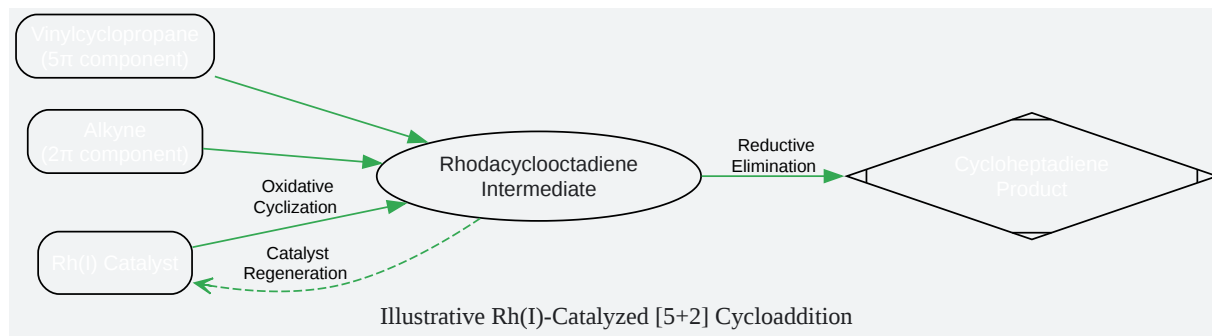 Vinylcyclopropane
(5π component)
Alkyne
(2π component)
Rh(I) Catalyst
Oxidative
Cyclization
Catalyst
Regeneration
Rhodacyclooctadiene
Intermediate
Reductive
Elimination
Cycloheptadiene
Product
Illustrative Rh(I)-Catalyzed [5+2] Cycloaddition